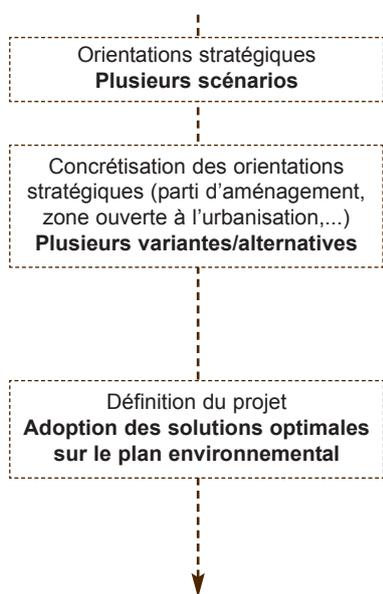 Orientations stratégiques
Plusieurs scénarios
Concrétisation des orientations
stratégiques (parti d’aménagement,
zone ouverte à l’urbanisation,...)
Plusieurs variantes/alternatives
Définition du projet
Adoption des solutions optimales
sur le plan environnemental